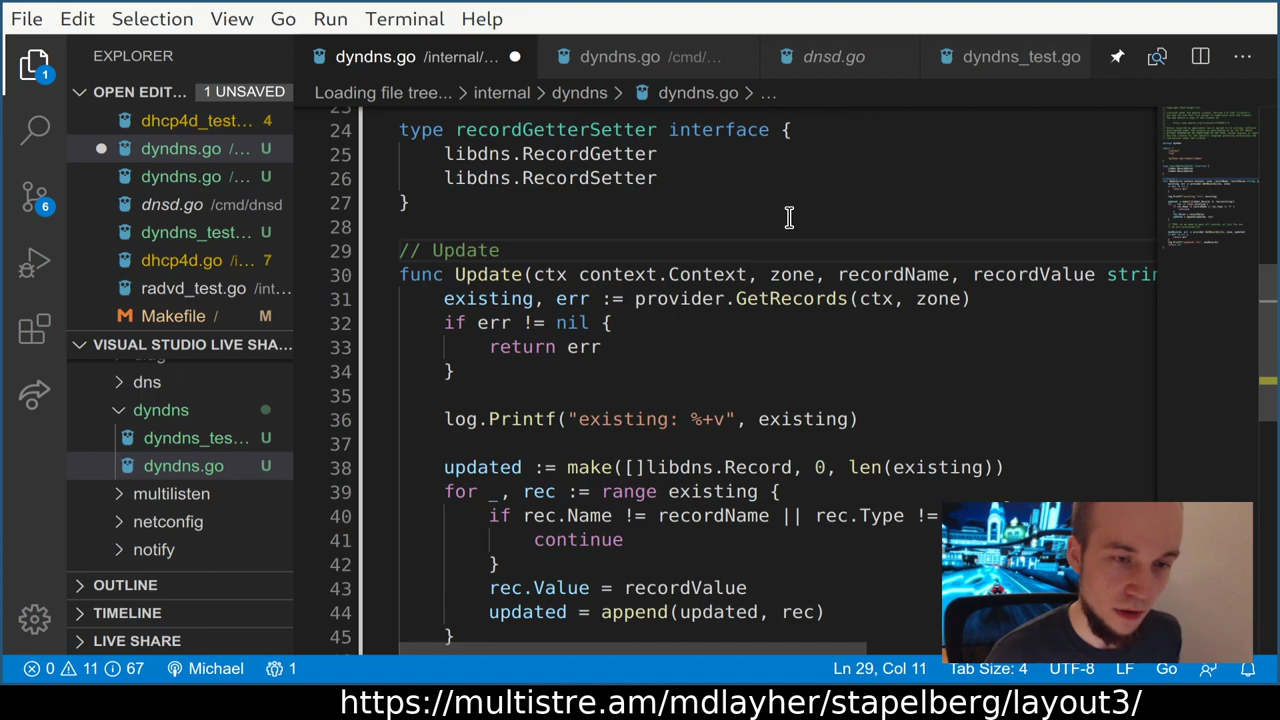 File Edit Selection View Go Run Terminal Help
EXPLORER
OPEN EDIT... 1 UNSAVED
dhcp4d_test... 4
dyndns.go /... U
dyndns.go /... U
dnsd.go /cmd/dnsd
dyndns_test... U
dhcp4d.go /i... 7
radvd_test.go /int...
Makefile / M
VISUAL STUDIO LIVE SHA...
dns
dyndns
dyndns_tes... U
dyndns.go U
multilisten
netconfig
notify
OUTLINE
TIMELINE
LIVE SHARE
1
6
dyndns.go /internal/... dyndns.go /cmd/... dnsd.go dyndns_test.go
Loading file tree... > internal > dyndns > dyndns.go > ...
24 type recordGetterSetter interface {
25 libdns.RecordGetter
26 libdns.RecordSetter
27 }
28
29 // Update
30 func Update(ctx context.Context, zone, recordName, recordValue strin
31 existing, err := provider.GetRecords(ctx, zone)
32 if err != nil {
33 return err
34 }
35
36 log.Printf("existing: %+v", existing)
37
38 updated := make([]libdns.Record, 0, len(existing))
39 for _, rec := range existing {
40 if rec.Name != recordName || rec.Type !=
41 continue
42 }
43 rec.Value = recordValue
44 updated = append(updated, rec)
45 }
0 11 67 Michael 1 Ln 29, Col 11 Tab Size: 4 UTF-8 LF Go
https://multistre.am/mdlayher/stapelberg/layout3/